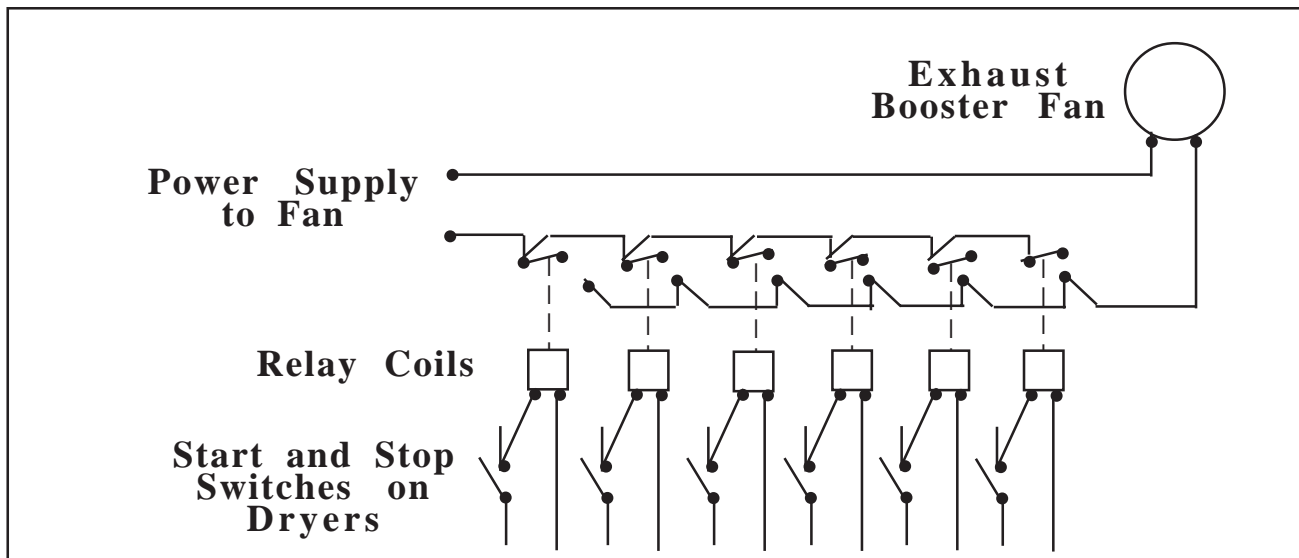 Exhaust
Booster Fan
Power Supply
to Fan
Relay Coils
Start and Stop
Switches on
Dryers